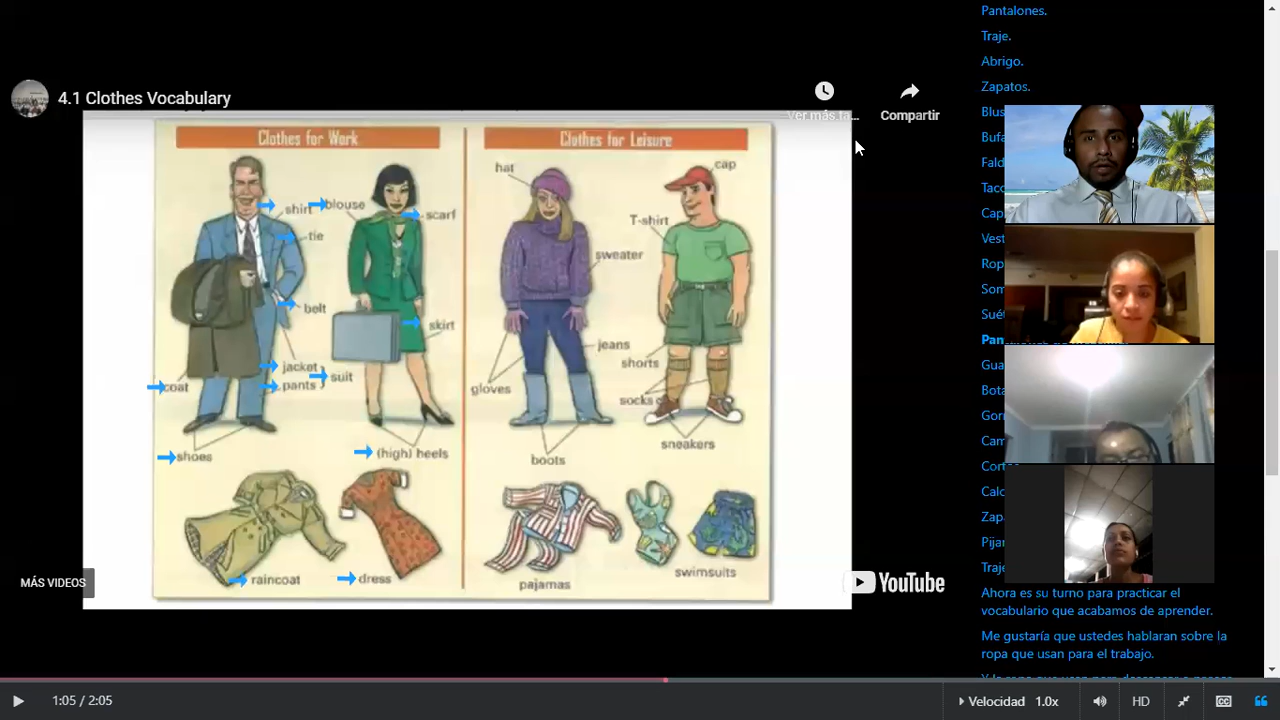 4.1 Clothes Vocabulary
Ver más ta...
Compartir
Clothes for Work
Clothes for Leisure
shirt
blouse
scarf
tie
belt
skirt
jacket
pants
suit
coat
shoes
(high) heels
raincoat
dress
hat
cap
T-shirt
sweater
jeans
shorts
gloves
socks
sneakers
boots
pajamas
swimsuits
MÁS VIDEOS
YouTube
Pantalones.
Traje.
Abrigo.
Zapatos.
Ahora es su turno para practicar el
vocabulario que acabamos de aprender.
Me gustaría que ustedes hablaran sobre la
ropa que usan para el trabajo.
1:05 / 2:05
Velocidad 1.0x
HD
CC